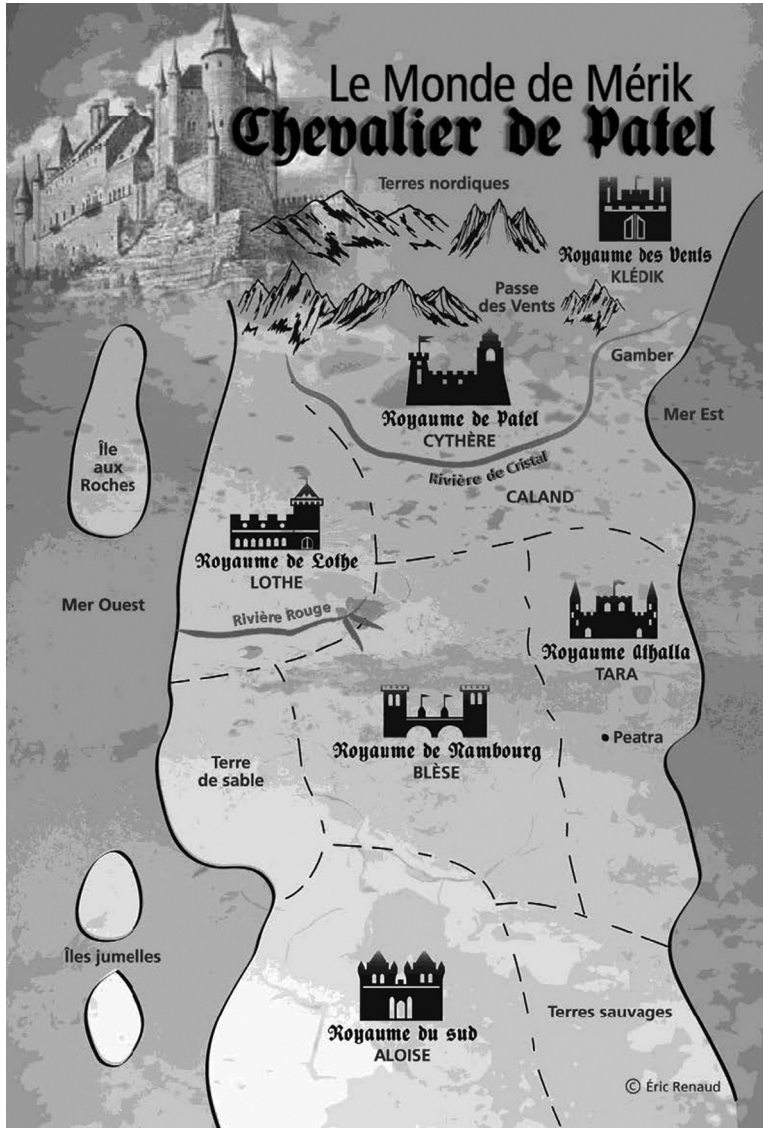 Le Monde de Mérik
Chevalier de Patel
Terres nordiques
Royaume des Vents
KLÉDIK
Passe
des Vents
Gamber
Mer Est
Royaume de Patel
CYTHÈRE
Île
aux
Roches
Rivière de Cristal
CALAND
Royaume de Lothe
LOTHE
Mer Ouest
Rivière Rouge
Royaume Athalla
TARA
Peatra
Royaume de Nambourg
BLÈSE
Terre
de sable
Îles jumelles
Royaume du sud
ALOISE
Terres sauvages
© Éric Renaud